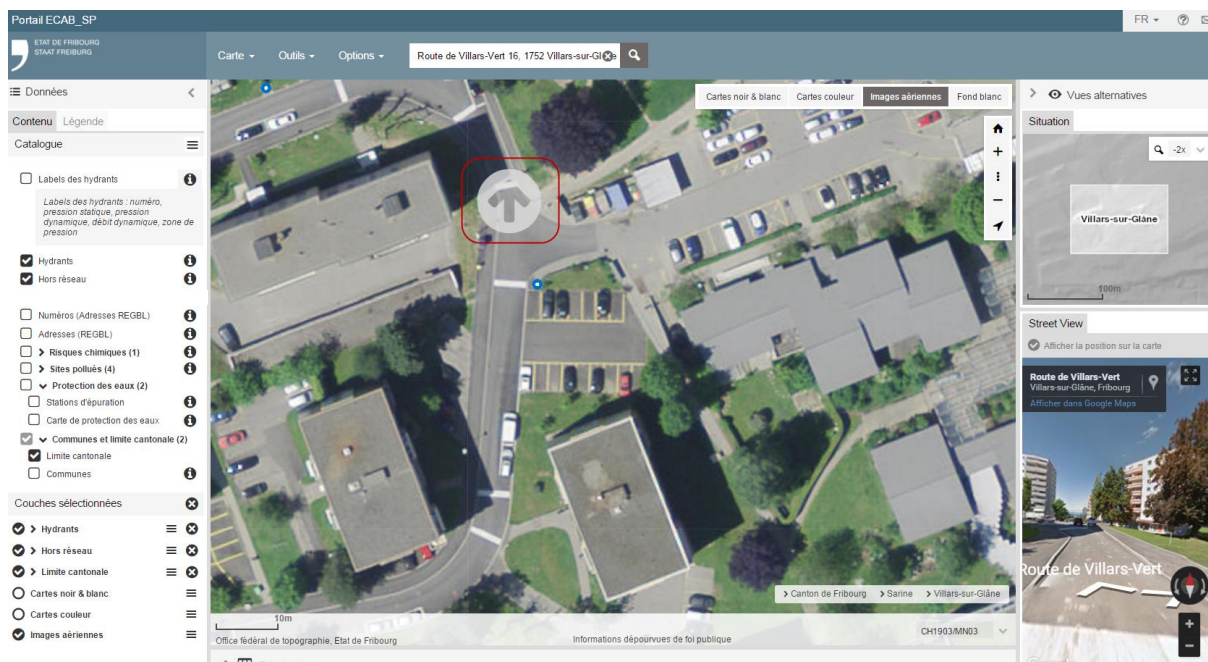 Portail ECAB_SP
FR
ETAT DE FRIBOURG
STAAT FREIBURG
Carte
Outils
Options
Route de Villars-Vert 16, 1752 Villars-sur-Gl
Données
Contenu
Légende
Catalogue
Labels des hydrants
Labels des hydrants : numéro,
pression statique, pression
dynamique, débit dynamique, zone de
pression
Hydrants
Hors réseau
Numéros (Adresses REGBL)
Adresses (REGBL)
Risques chimiques (1)
Sites pollués (4)
Protection des eaux (2)
Stations d'épuration
Carte de protection des eaux
Communes et limite cantonale (2)
Limite cantonale
Communes
Couches sélectionnées
Hydrants
Hors réseau
Limite cantonale
Cartes noir & blanc
Cartes couleur
Images aériennes
Cartes noir & blanc
Cartes couleur
Images aériennes
Fond blanc
> Canton de Fribourg > Sarine > Villars-sur-Glâne
10m
Office fédéral de topographie, Etat de Fribourg
Informations dépourvues de foi publique
CH1903/MN03
Vues alternatives
Situation
-2x
Villars-sur-Glâne
100m
Street View
Afficher la position sur la carte
Route de Villars-Vert
Villars-sur-Glâne, Fribourg
Afficher dans Google Maps
Route de Villars-Vert